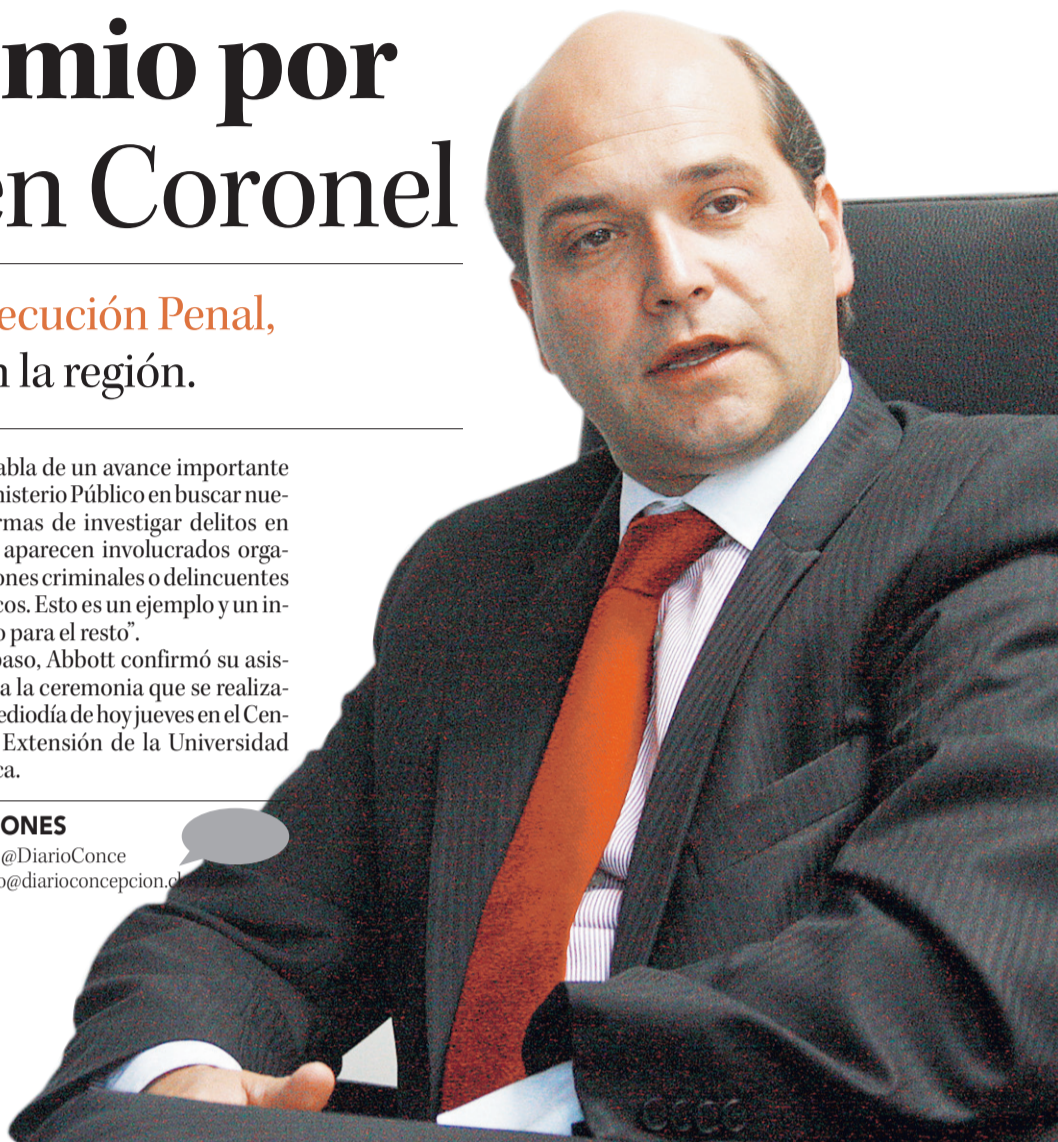 mio por
en Coronel
ecución Penal,
n la región.
abla de un avance importante
nisterio Público en buscar nue-
rmas de investigar delitos en
aparecen involucrados orga-
ones criminales o delincuentes
cos. Esto es un ejemplo y un in-
o para el resto”.
paso, Abbott confirmó su asis-
a la ceremonia que se realiza-
ediodía de hoy jueves en el Cen-
Extensión de la Universidad
ca.
ONES
@DiarioConce
o@diarioconcepcion.cl